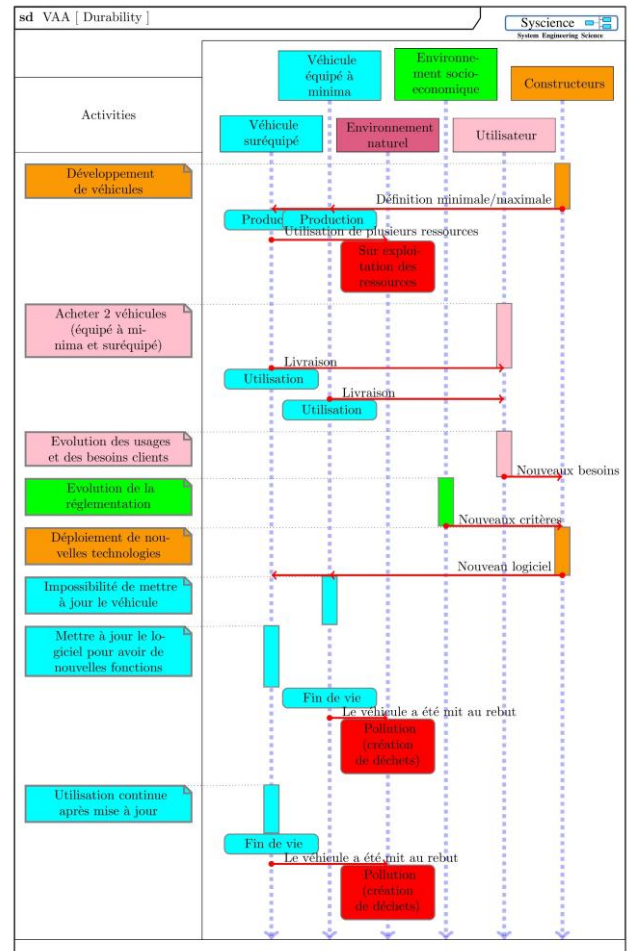 sd VAA [ Durability ]
Syscience
System Engineering Science
Activities
Véhicule
équipé à
minima
Environne-
ment socio-
economique
Constructeurs
Véhicule
suréquipé
Environnement
naturel
Utilisateur
Développement
de véhicules
Définition minimale/maximale
Produc
Production
Utilisation de plusieurs ressources
Sur exploi-
tation des
ressources
Acheter 2 véhicules
(équipé à mi-
nima et suréquipé)
Livraison
Utilisation
Livraison
Utilisation
Evolution des usages
et des besoins clients
Nouveaux besoins
Evolution de la
réglementation
Nouveaux critères
Déploiement de nou-
velles technologies
Nouveau logiciel
Impossibilité de mettre
à jour le véhicule
Mettre à jour le lo-
giciel pour avoir de
nouvelles fonctions
Fin de vie
Le véhicule a été mit au rebut
Pollution
(création
de déchets)
Utilisation continue
après mise à jour
Fin de vie
Le véhicule a été mit au rebut
Pollution
(création
de déchets)